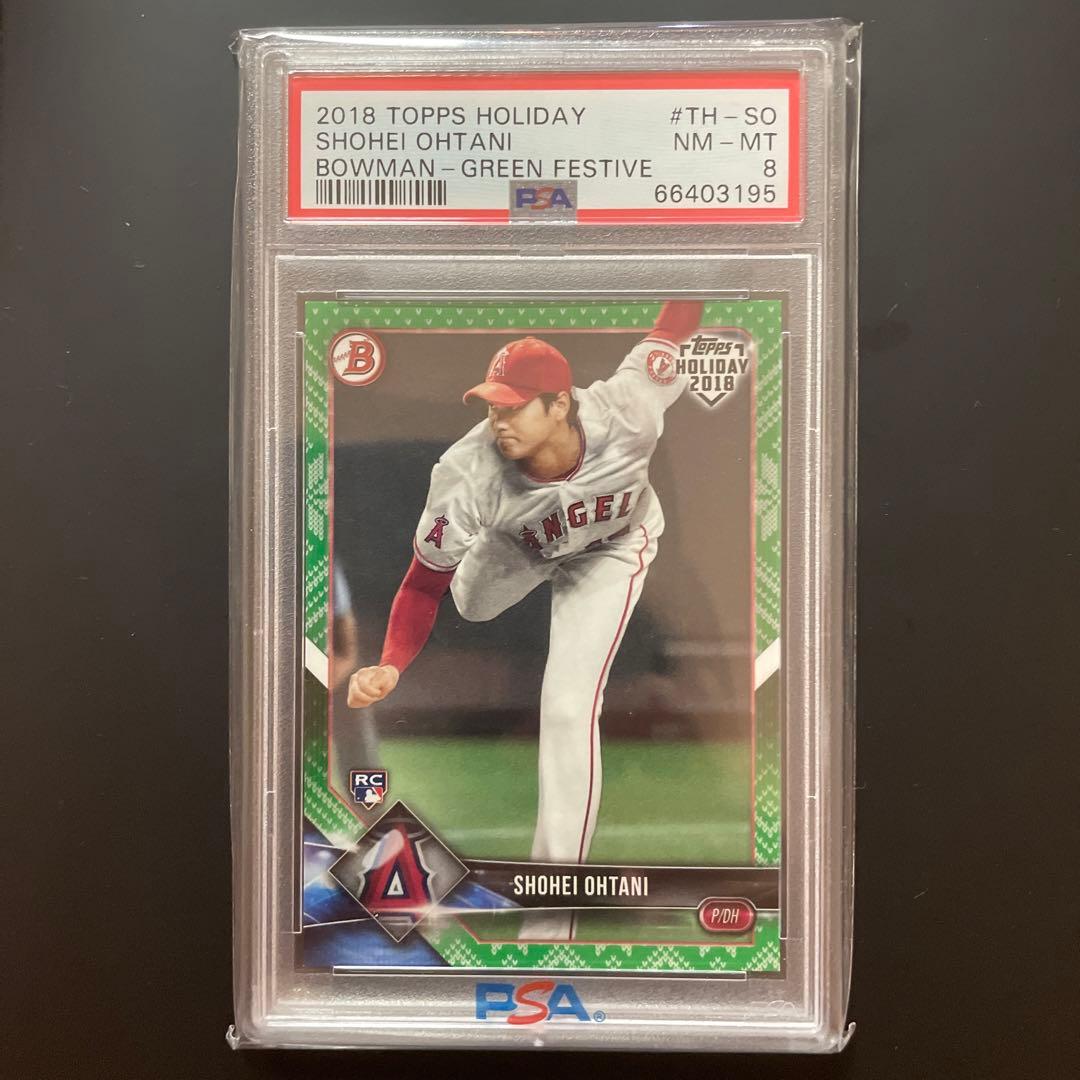 2018 TOPPS HOLIDAY #TH-SO
SHOHEI OHTANI NM-MT
BOWMAN-GREEN FESTIVE 8
PSA 66403195
B
topps
HOLIDAY
2018
A
ANGEL
A
RC
A
SHOHEI OHTANI
P/DH
PSA®